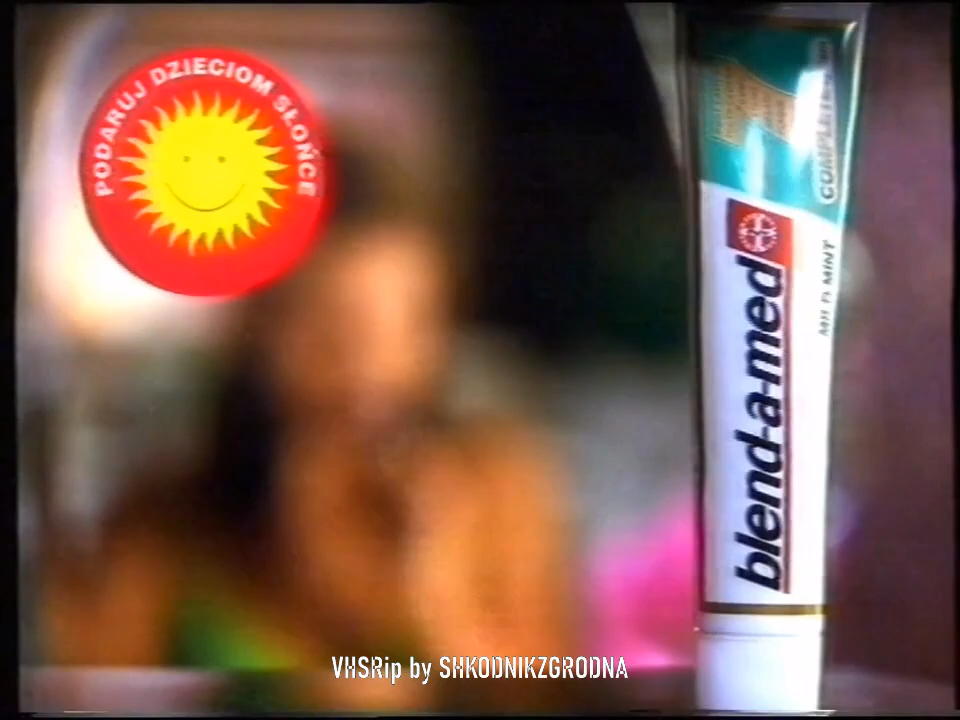 PODARUJ DZIECIOM SŁOŃCE
COMPLETE
blend-a-med
MILD MINT
VHSRip by SHKODNIKZGRODNA